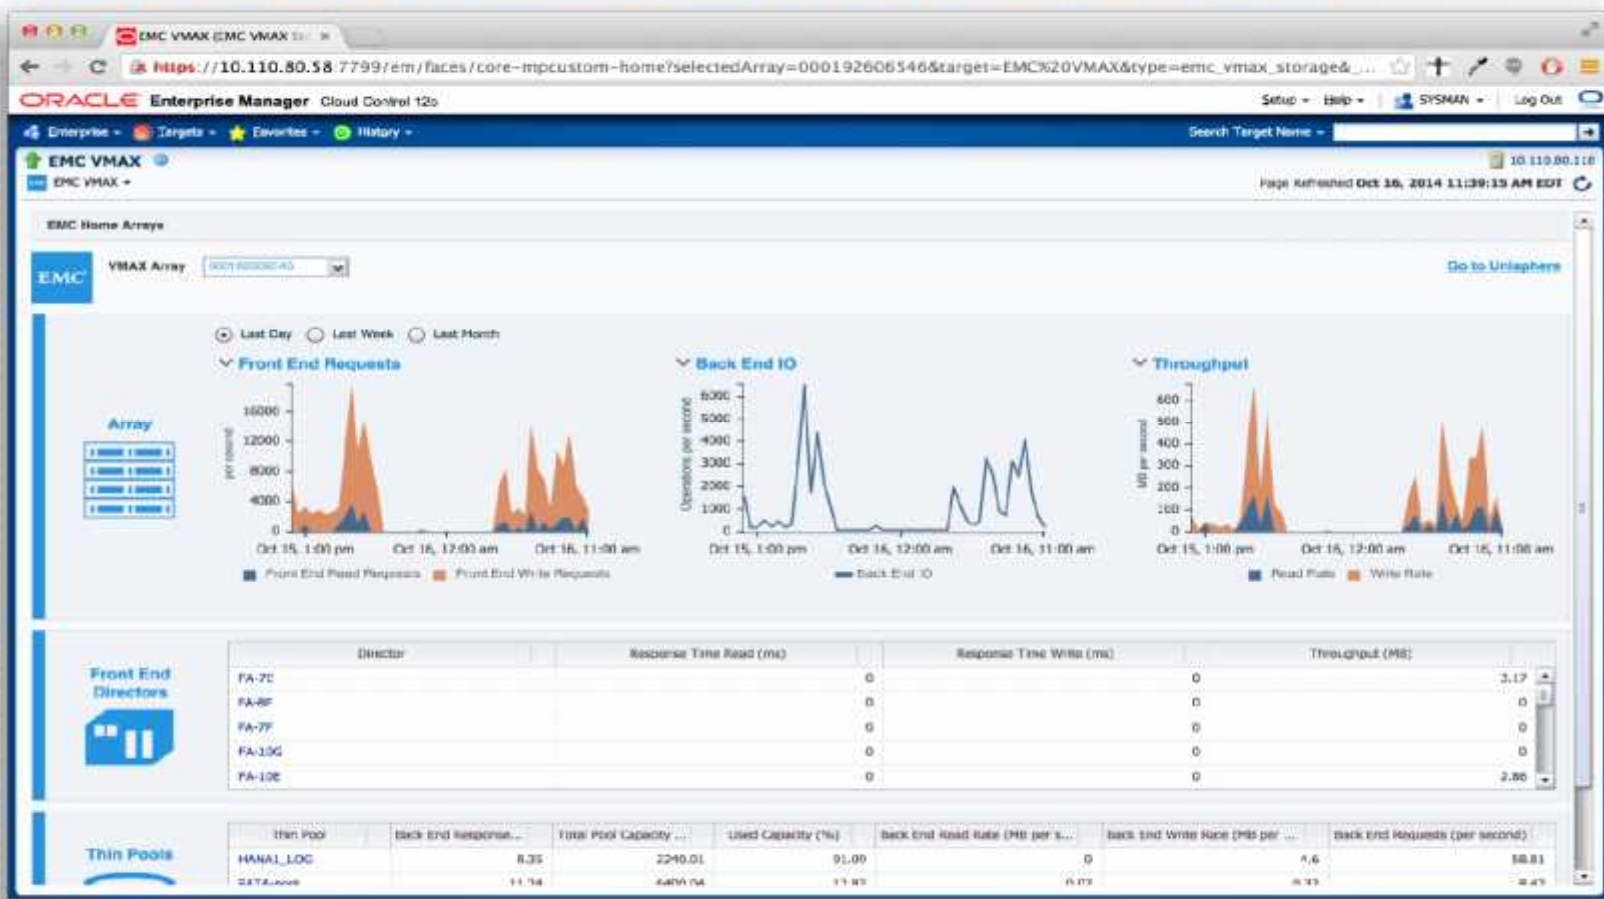 EMC VMAX (EMC VMAX
https://10.110.80.58:7799/em/faces/core-mpcustom-home?selectedArray=000192606546&target=EMC%20VMAX&type=emc_vmax_storage&_...
ORACLE Enterprise Manager Cloud Control 12c
Setup Help SYSMAN Log Out
Enterprise Targets Favorites History
Search Target Name
EMC VMAX
10.110.80.118
EMC VMAX
Page Refreshed Oct 16, 2014 11:39:15 AM EDT
EMC Home Arrays
EMC VMAX Array
Go to Unisphere
Last Day Last Week Last Month
Front End Requests
Back End IO
Throughput
Array
per second
16000
12000
8000
4000
0
Oct 15, 1:00 pm Oct 16, 12:00 am Oct 16, 11:00 am
Front End Read Requests Front End Write Requests
Operations per second
6000
5000
4000
3000
2000
1000
0
Oct 15, 1:00 pm Oct 16, 12:00 am Oct 16, 11:00 am
Back End IO
MB per second
600
500
400
300
200
100
0
Oct 15, 1:00 pm Oct 16, 12:00 am Oct 16, 11:00 am
Read Rate Write Rate
Front End
Directors
Director Response Time Read (ms) Response Time Write (ms) Throughput (MB)
FA-7E 0 0 3.17
FA-8F 0 0 0
FA-7F 0 0 0
FA-10G 0 0 0
FA-10E 0 0 2.86
Thin Pools
Thin Pool Back End Response... Total Pool Capacity ... Used Capacity (%) Back End Read Rate (MB per s... Back End Write Rate (MB per ... Back End Requests (per second)
HANA1_LOG 8.35 2240.01 91.09 0 4.6 58.81